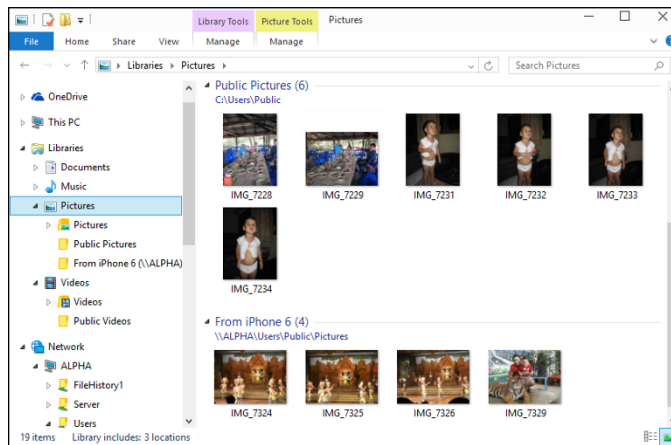 Library Tools Picture Tools Pictures
File Home Share View Manage Manage
Libraries Pictures Search Pictures
OneDrive
This PC
Libraries
Documents
Music
Pictures
Pictures
Public Pictures
From iPhone 6 (\\ALPHA)
Videos
Videos
Public Videos
Network
ALPHA
FileHistory1
Server
Users
Public Pictures (6)
C:\Users\Public
IMG_7228 IMG_7229 IMG_7231 IMG_7232 IMG_7233
IMG_7234
From iPhone 6 (4)
\\ALPHA\Users\Public\Pictures
IMG_7324 IMG_7325 IMG_7326 IMG_7329
19 items Library includes: 3 locations